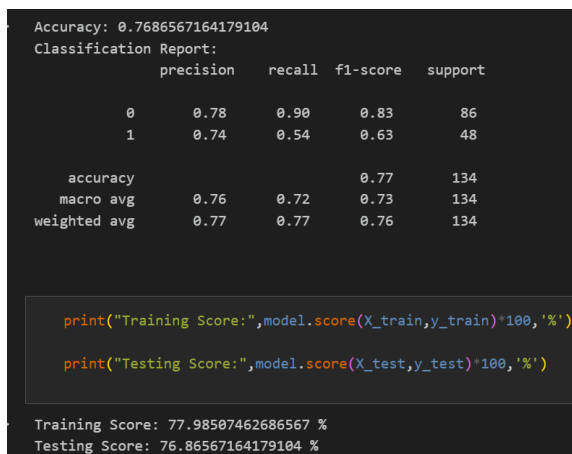 Accuracy: 0.7686567164179104
Classification Report:
precision recall f1-score support
0 0.78 0.90 0.83 86
1 0.74 0.54 0.63 48
accuracy 0.77 134
macro avg 0.76 0.72 0.73 134
weighted avg 0.77 0.77 0.76 134
print("Training Score:",model.score(X_train,y_train)*100,'%')
print("Testing Score:",model.score(X_test,y_test)*100,'%')
Training Score: 77.98507462686567 %
Testing Score: 76.86567164179104 %